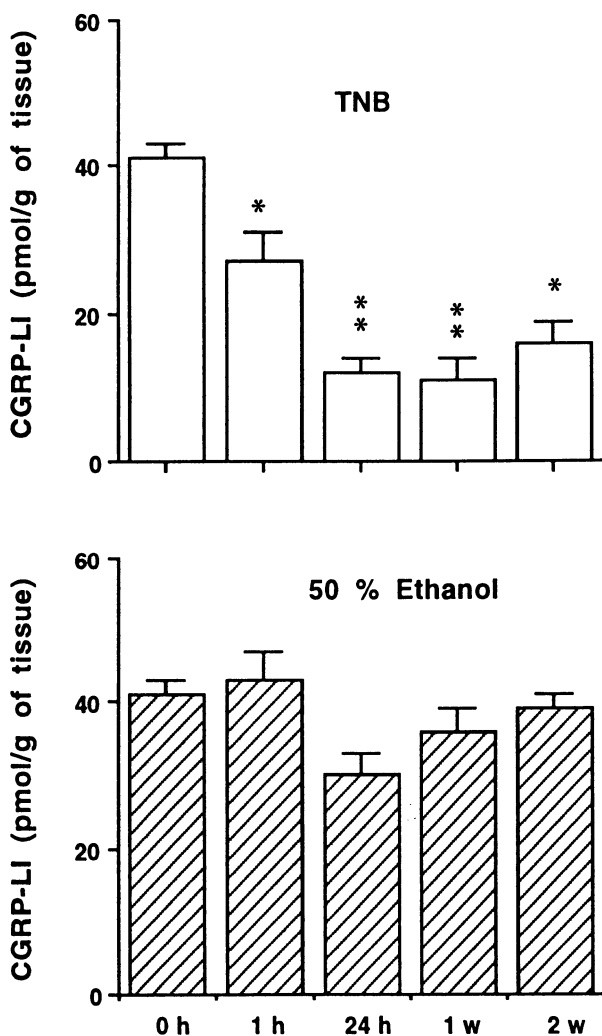 60
40
20
0
CGRP-LI (pmol/g of tissue)
TNB
*
*
*
*
*
*
60
40
20
0
CGRP-LI (pmol/g of tissue)
50 % Ethanol
0 h 1 h 24 h 1 w 2 w